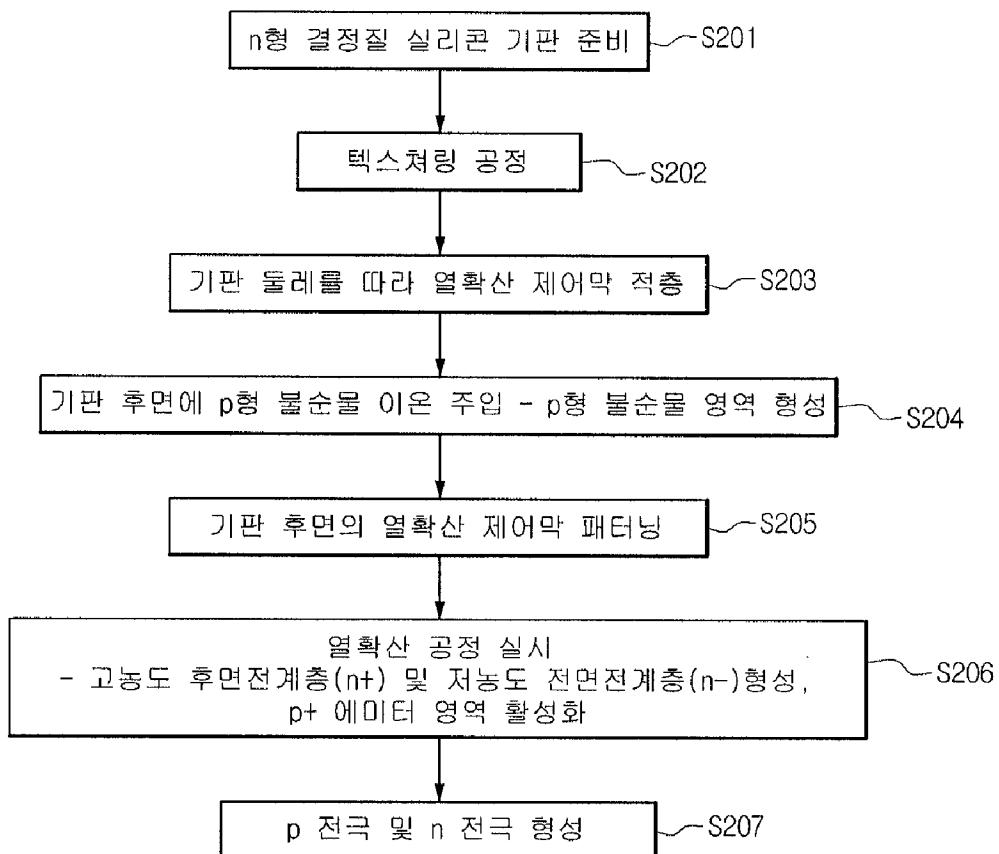 n형 결정질 실리콘 기판 준비
S201
텍스쳐링 공정
S202
기판 둘레를 따라 열확산 제어막 적층
S203
기판 후면에 p형 불순물 이온 주입 - p형 불순물 영역 형성
S204
기판 후면의 열확산 제어막 패터닝
S205
열확산 공정 실시
- 고농도 후면전계층(n+) 및 저농도 전면전계층(n-)형성,
p+ 에미터 영역 활성화
S206
p 전극 및 n 전극 형성
S207